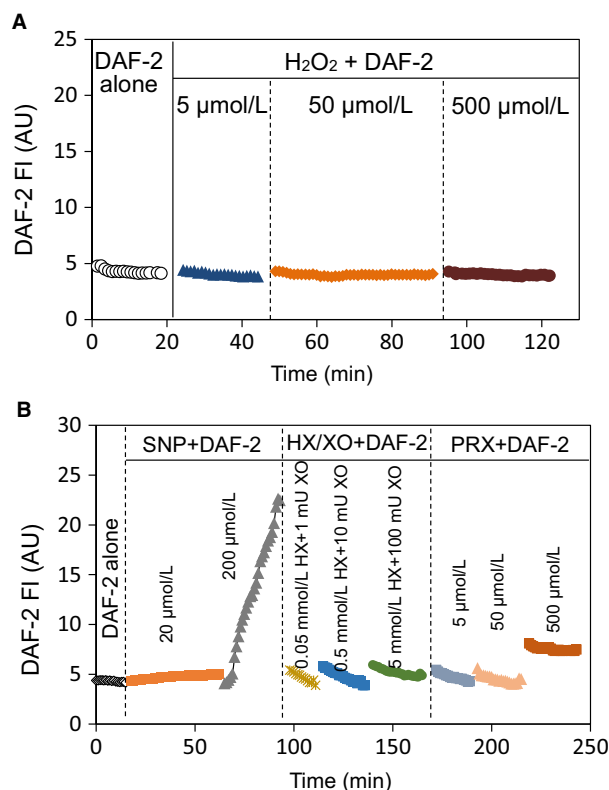 A
25
20
15
10
5
0
DAF-2 FI (AU)
DAF-2
alone
H₂O₂ + DAF-2
5 µmol/L
50 µmol/L
500 µmol/L
0 20 40 60 80 100 120
Time (min)
B
30
25
20
15
10
5
0
DAF-2 FI (AU)
SNP+DAF-2
HX/XO+DAF-2
PRX+DAF-2
DAF-2 alone
20 µmol/L
200 µmol/L
0.05 mmol/L HX+1 mU XO
0.5 mmol/L HX+10 mU XO
5 mmol/L HX+100 mU XO
5 µmol/L
50 µmol/L
500 µmol/L
0 50 100 150 200 250
Time (min)